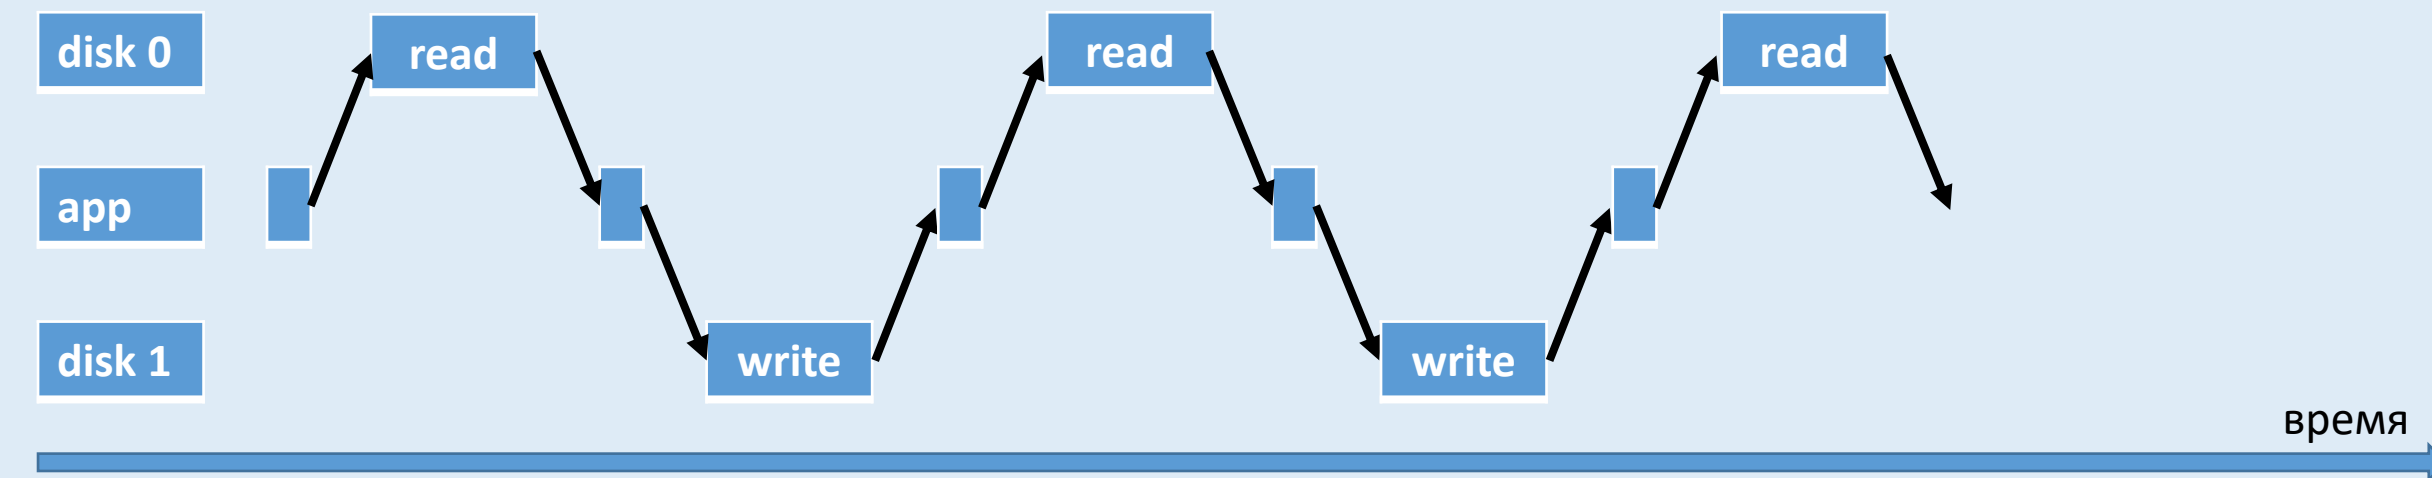 disk 0
read
read
read
app
disk 1
write
write
время